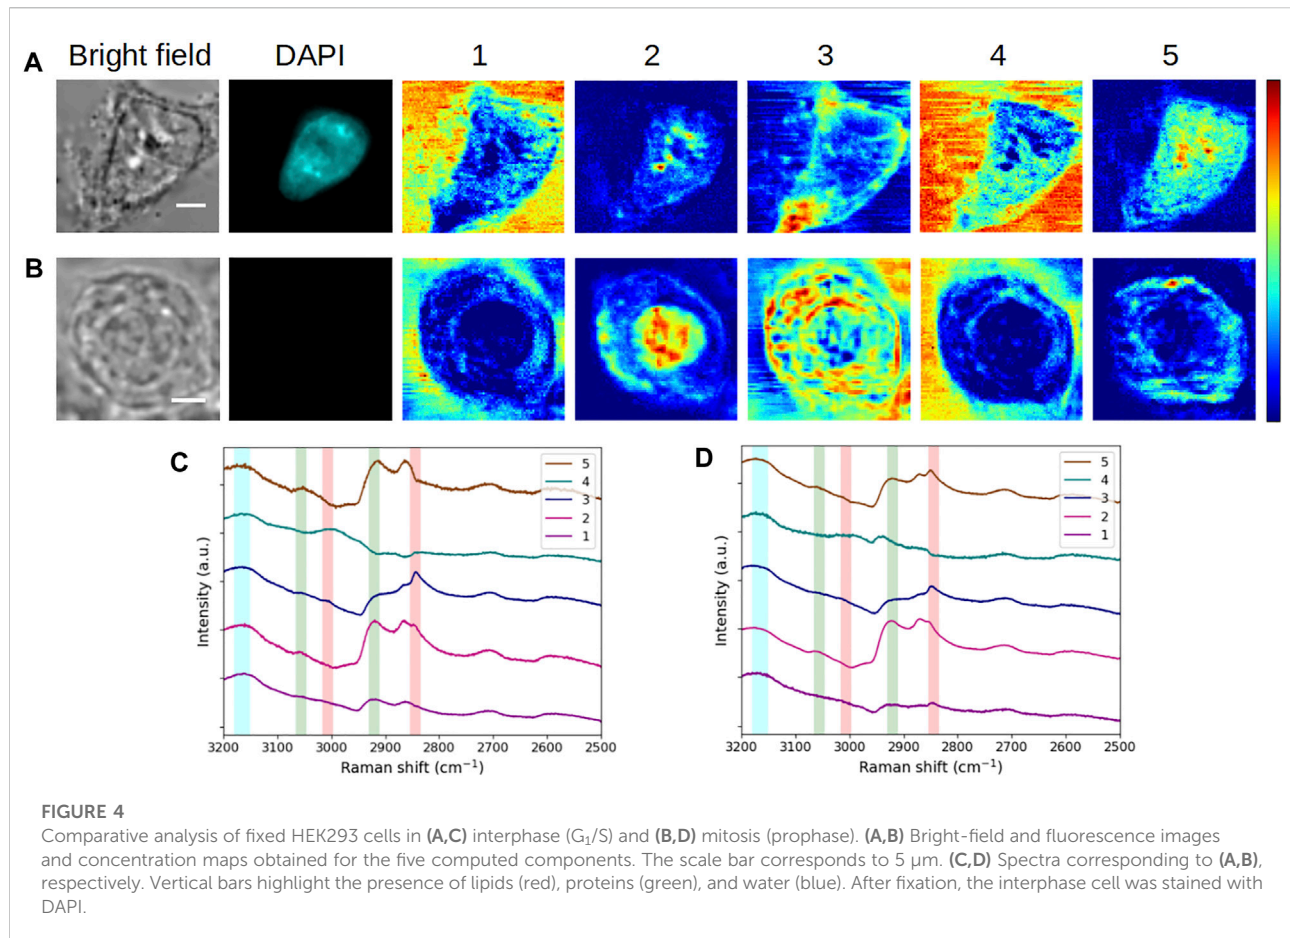 A Bright field DAPI 1 2 3 4 5
B
C
5
4
3
2
1
Intensity (a.u.)
3200 3100 3000 2900 2800 2700 2600 2500
Raman shift (cm⁻¹)
D
5
4
3
2
1
Intensity (a.u.)
3200 3100 3000 2900 2800 2700 2600 2500
Raman shift (cm⁻¹)
FIGURE 4
Comparative analysis of fixed HEK293 cells in (A,C) interphase (G₁/S) and (B,D) mitosis (prophase). (A,B) Bright-field and fluorescence images
and concentration maps obtained for the five computed components. The scale bar corresponds to 5 µm. (C,D) Spectra corresponding to (A,B),
respectively. Vertical bars highlight the presence of lipids (red), proteins (green), and water (blue). After fixation, the interphase cell was stained with
DAPI.